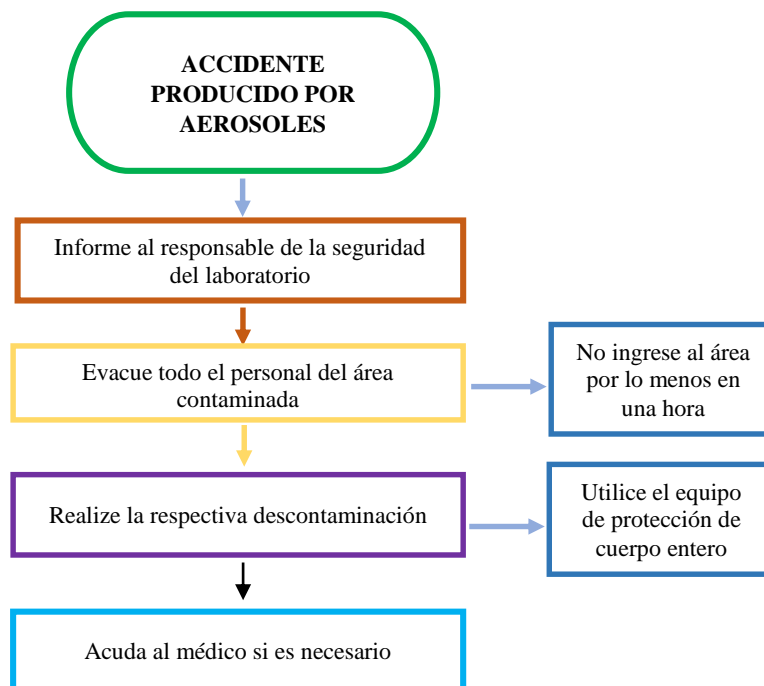 ACCIDENTE
PRODUCIDO POR
AEROSOLES
Informe al responsable de la seguridad
del laboratorio
Evacue todo el personal del área
contaminada
No ingrese al área
por lo menos en
una hora
Realize la respectiva descontaminación
Utilice el equipo
de protección de
cuerpo entero
Acuda al médico si es necesario